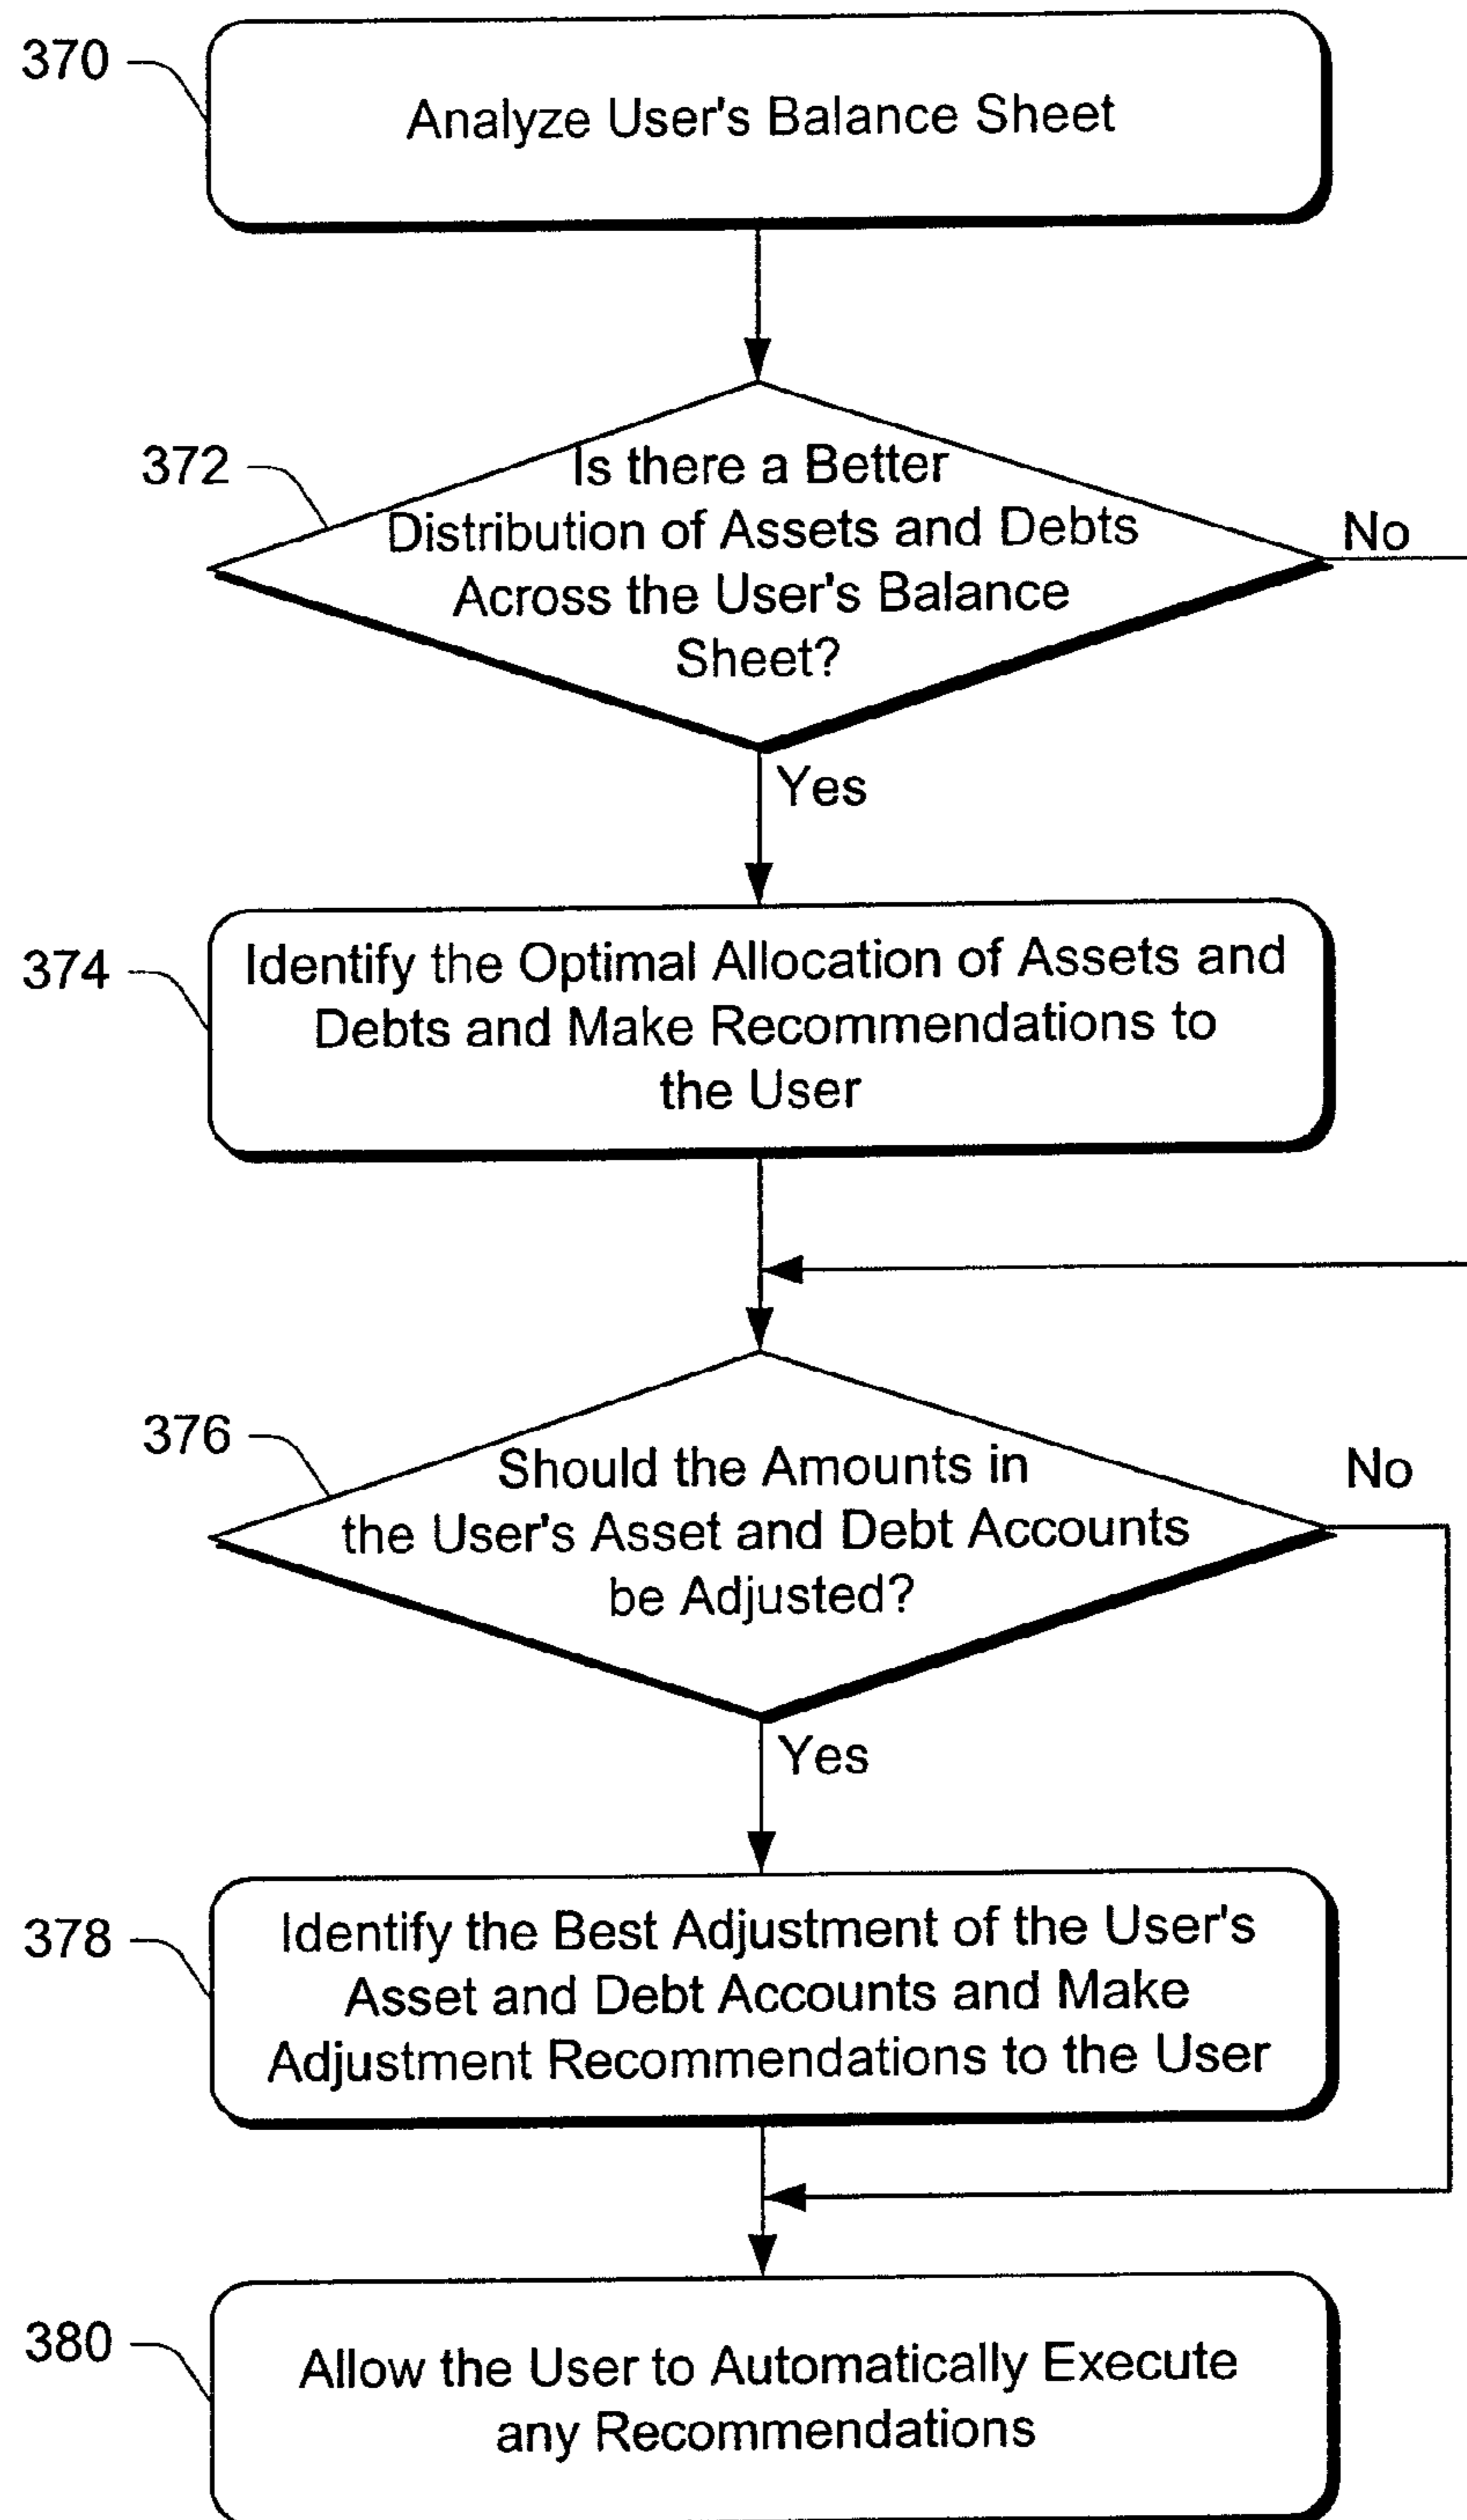 370
Analyze User's Balance Sheet
372
Is there a Better
Distribution of Assets and Debts
Across the User's Balance
Sheet?
No
Yes
374
Identify the Optimal Allocation of Assets and
Debts and Make Recommendations to
the User
376
Should the Amounts in
the User's Asset and Debt Accounts
be Adjusted?
No
Yes
378
Identify the Best Adjustment of the User's
Asset and Debt Accounts and Make
Adjustment Recommendations to the User
380
Allow the User to Automatically Execute
any Recommendations